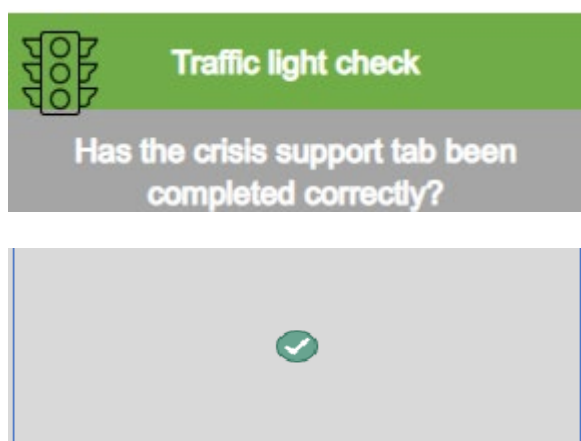 Traffic light check
Has the crisis support tab been
completed correctly?